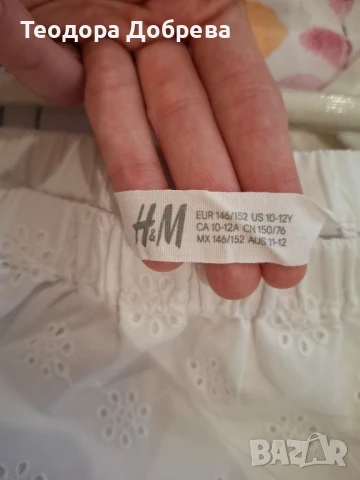 Теодора Добрева
H&M
EUR 146/152 US 10-12Y
CA 10-12A CN 150/76
MX 146/152 AUS 11-12
BAZAR